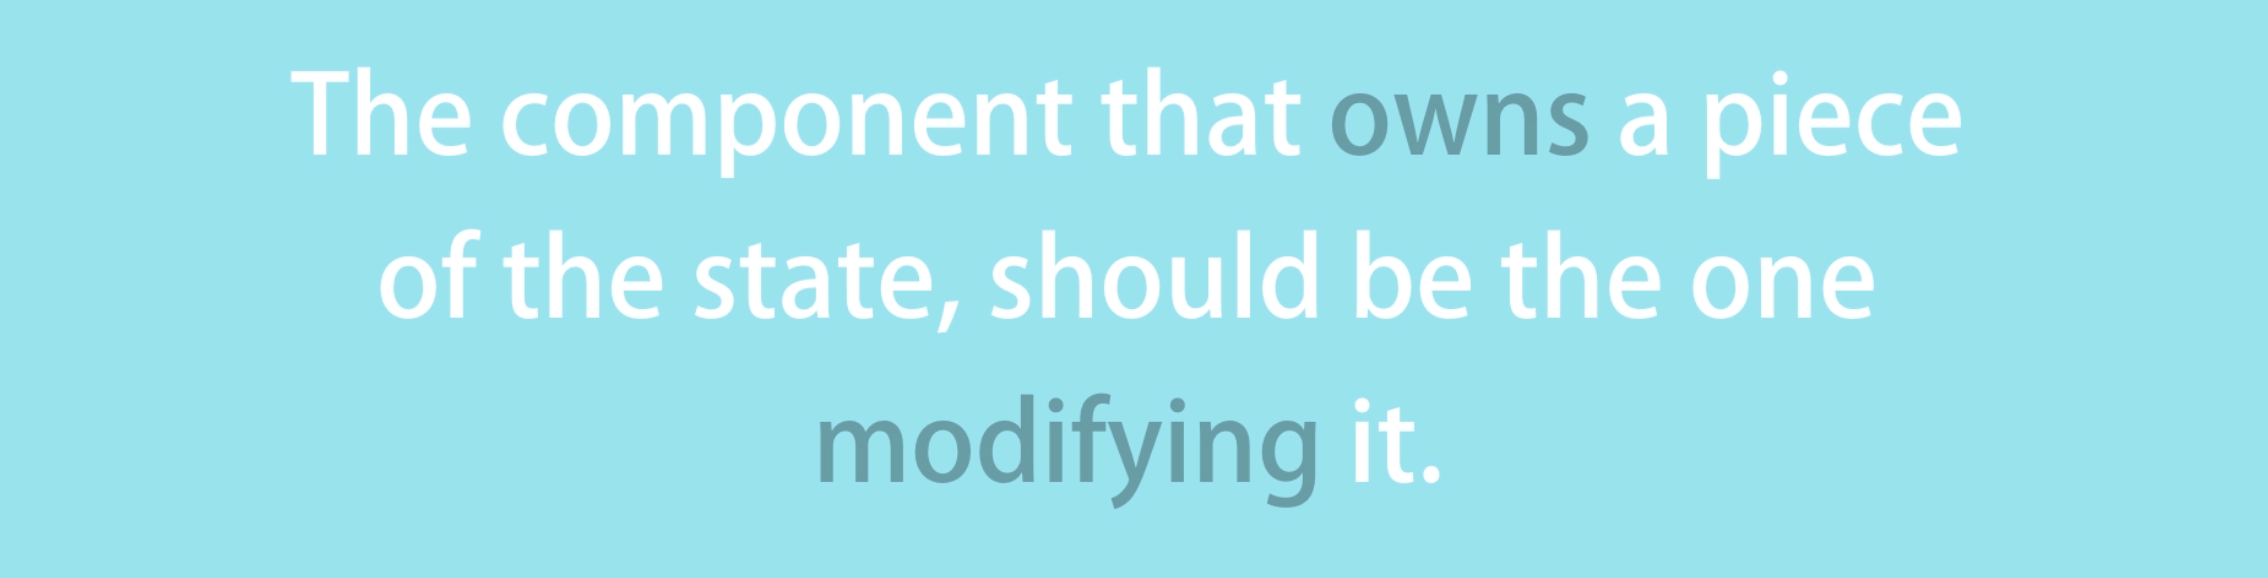 The component that owns a piece
of the state, should be the one
modifying it.